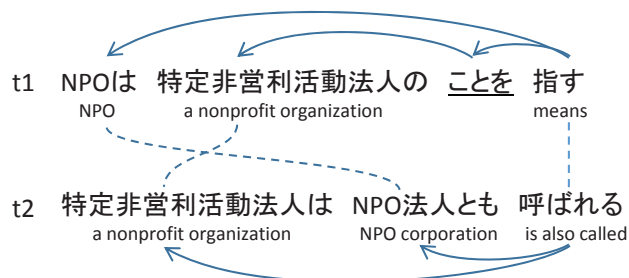 t1 NPOは 特定非営利活動法人の ことを 指す
NPO a nonprofit organization means
t2 特定非営利活動法人は NPO法人とも 呼ばれる
a nonprofit organization NPO corporation is also called